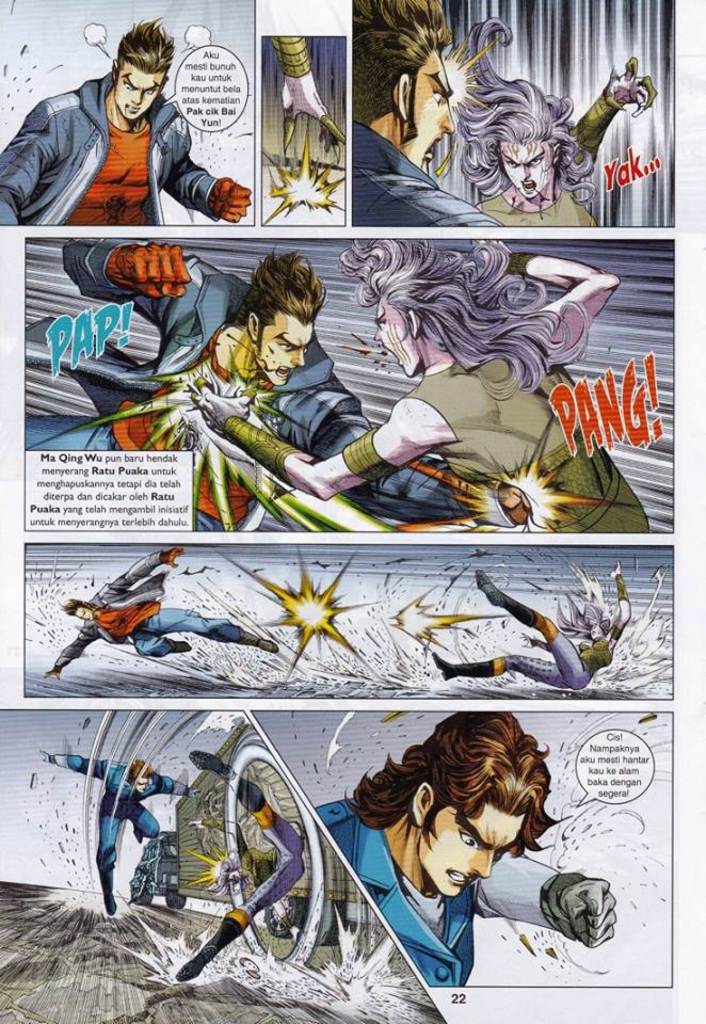 Aku
mesti bunuh
kau untuk
menuntut bela
atas kematian
Pak cik Bai
Yun!
Yak...
PAP!
PANG!
Ma Qing Wu pun baru hendak
menyerang Ratu Puaka untuk
menghapuskannya tetapi dia telah
diterpa dan dicakar oleh Ratu
Puaka yang telah mengambil inisiatif
untuk menyerangnya terlebih dahulu.
Cis!
Nampaknya
aku mesti hantar
kau ke alam
baka dengan
segera!
22